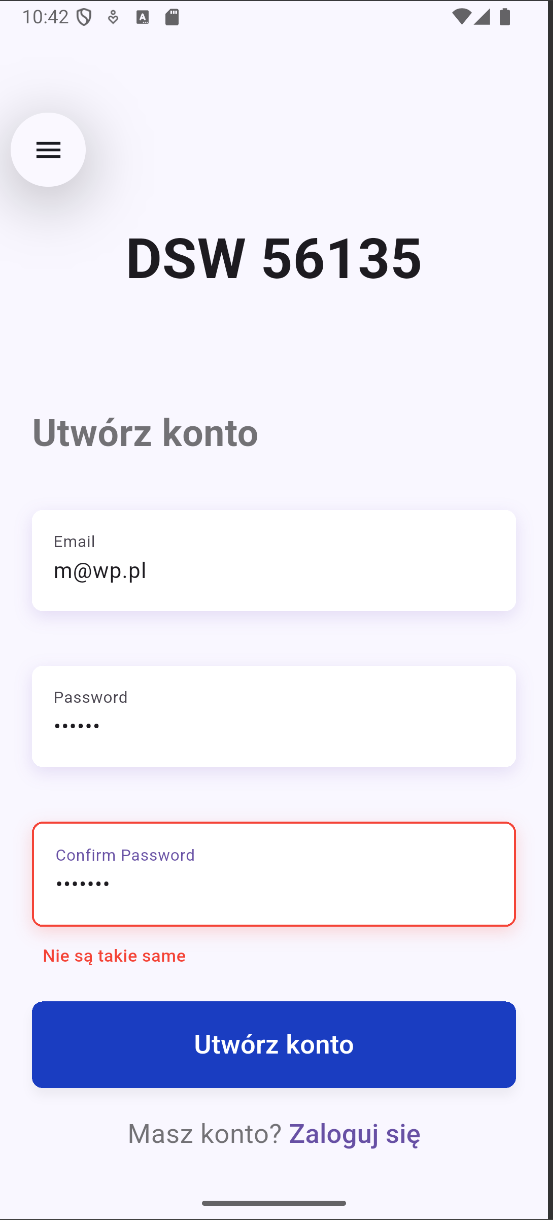 10:42
DSW 56135
Utwórz konto
Email
m@wp.pl
Password
••••••
Confirm Password
•••••••
Nie są takie same
Utwórz konto
Masz konto? Zaloguj się